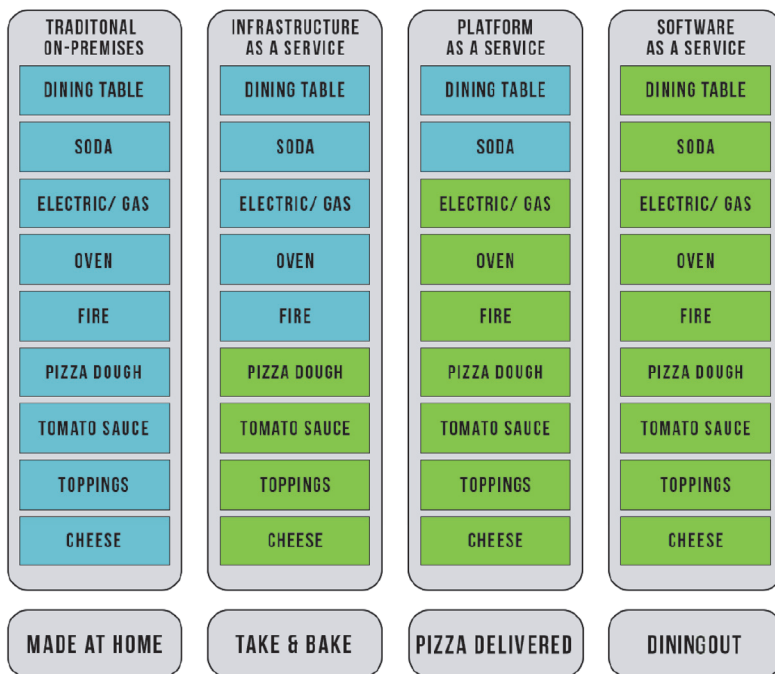 TRADITONAL
ON-PREMISES
DINING TABLE
SODA
ELECTRIC/ GAS
OVEN
FIRE
PIZZA DOUGH
TOMATO SAUCE
TOPPINGS
CHEESE
MADE AT HOME
INFRASTRUCTURE
AS A SERVICE
DINING TABLE
SODA
ELECTRIC/ GAS
OVEN
FIRE
PIZZA DOUGH
TOMATO SAUCE
TOPPINGS
CHEESE
TAKE & BAKE
PLATFORM
AS A SERVICE
DINING TABLE
SODA
ELECTRIC/ GAS
OVEN
FIRE
PIZZA DOUGH
TOMATO SAUCE
TOPPINGS
CHEESE
PIZZA DELIVERED
SOFTWARE
AS A SERVICE
DINING TABLE
SODA
ELECTRIC/ GAS
OVEN
FIRE
PIZZA DOUGH
TOMATO SAUCE
TOPPINGS
CHEESE
DININGOUT